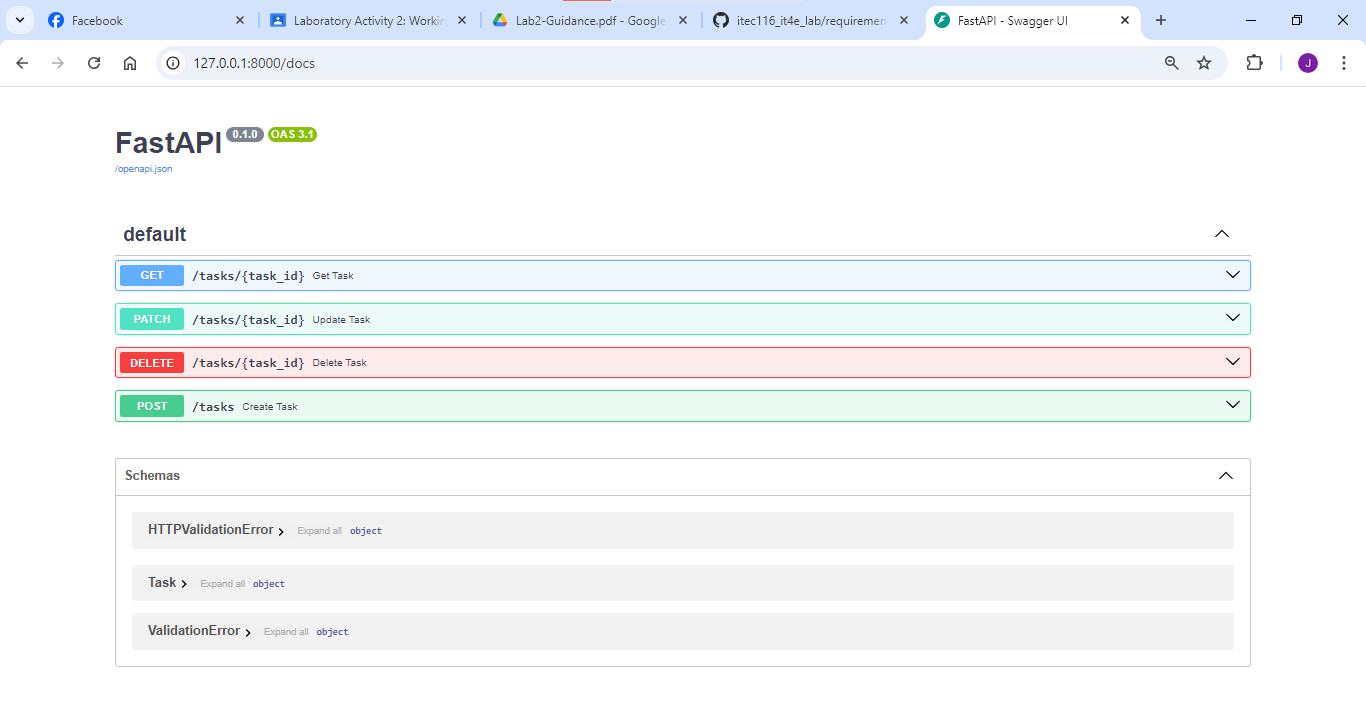 Facebook
Laboratory Activity 2: Workin
Lab2-Guidance.pdf - Google
itec116_it4e_lab/requiremen
FastAPI - Swagger UI
127.0.0.1:8000/docs
J
FastAPI 0.1.0 OAS 3.1
/openapi.json
default
GET /tasks/{task_id} Get Task
PATCH /tasks/{task_id} Update Task
DELETE /tasks/{task_id} Delete Task
POST /tasks Create Task
Schemas
HTTPValidationError Expand all object
Task Expand all object
ValidationError Expand all object